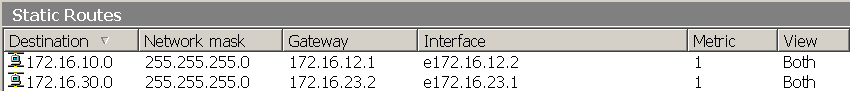 Static Routes
Destination Network mask Gateway Interface Metric View
172.16.10.0 255.255.255.0 172.16.12.1 e172.16.12.2 1 Both
172.16.30.0 255.255.255.0 172.16.23.2 e172.16.23.1 1 Both